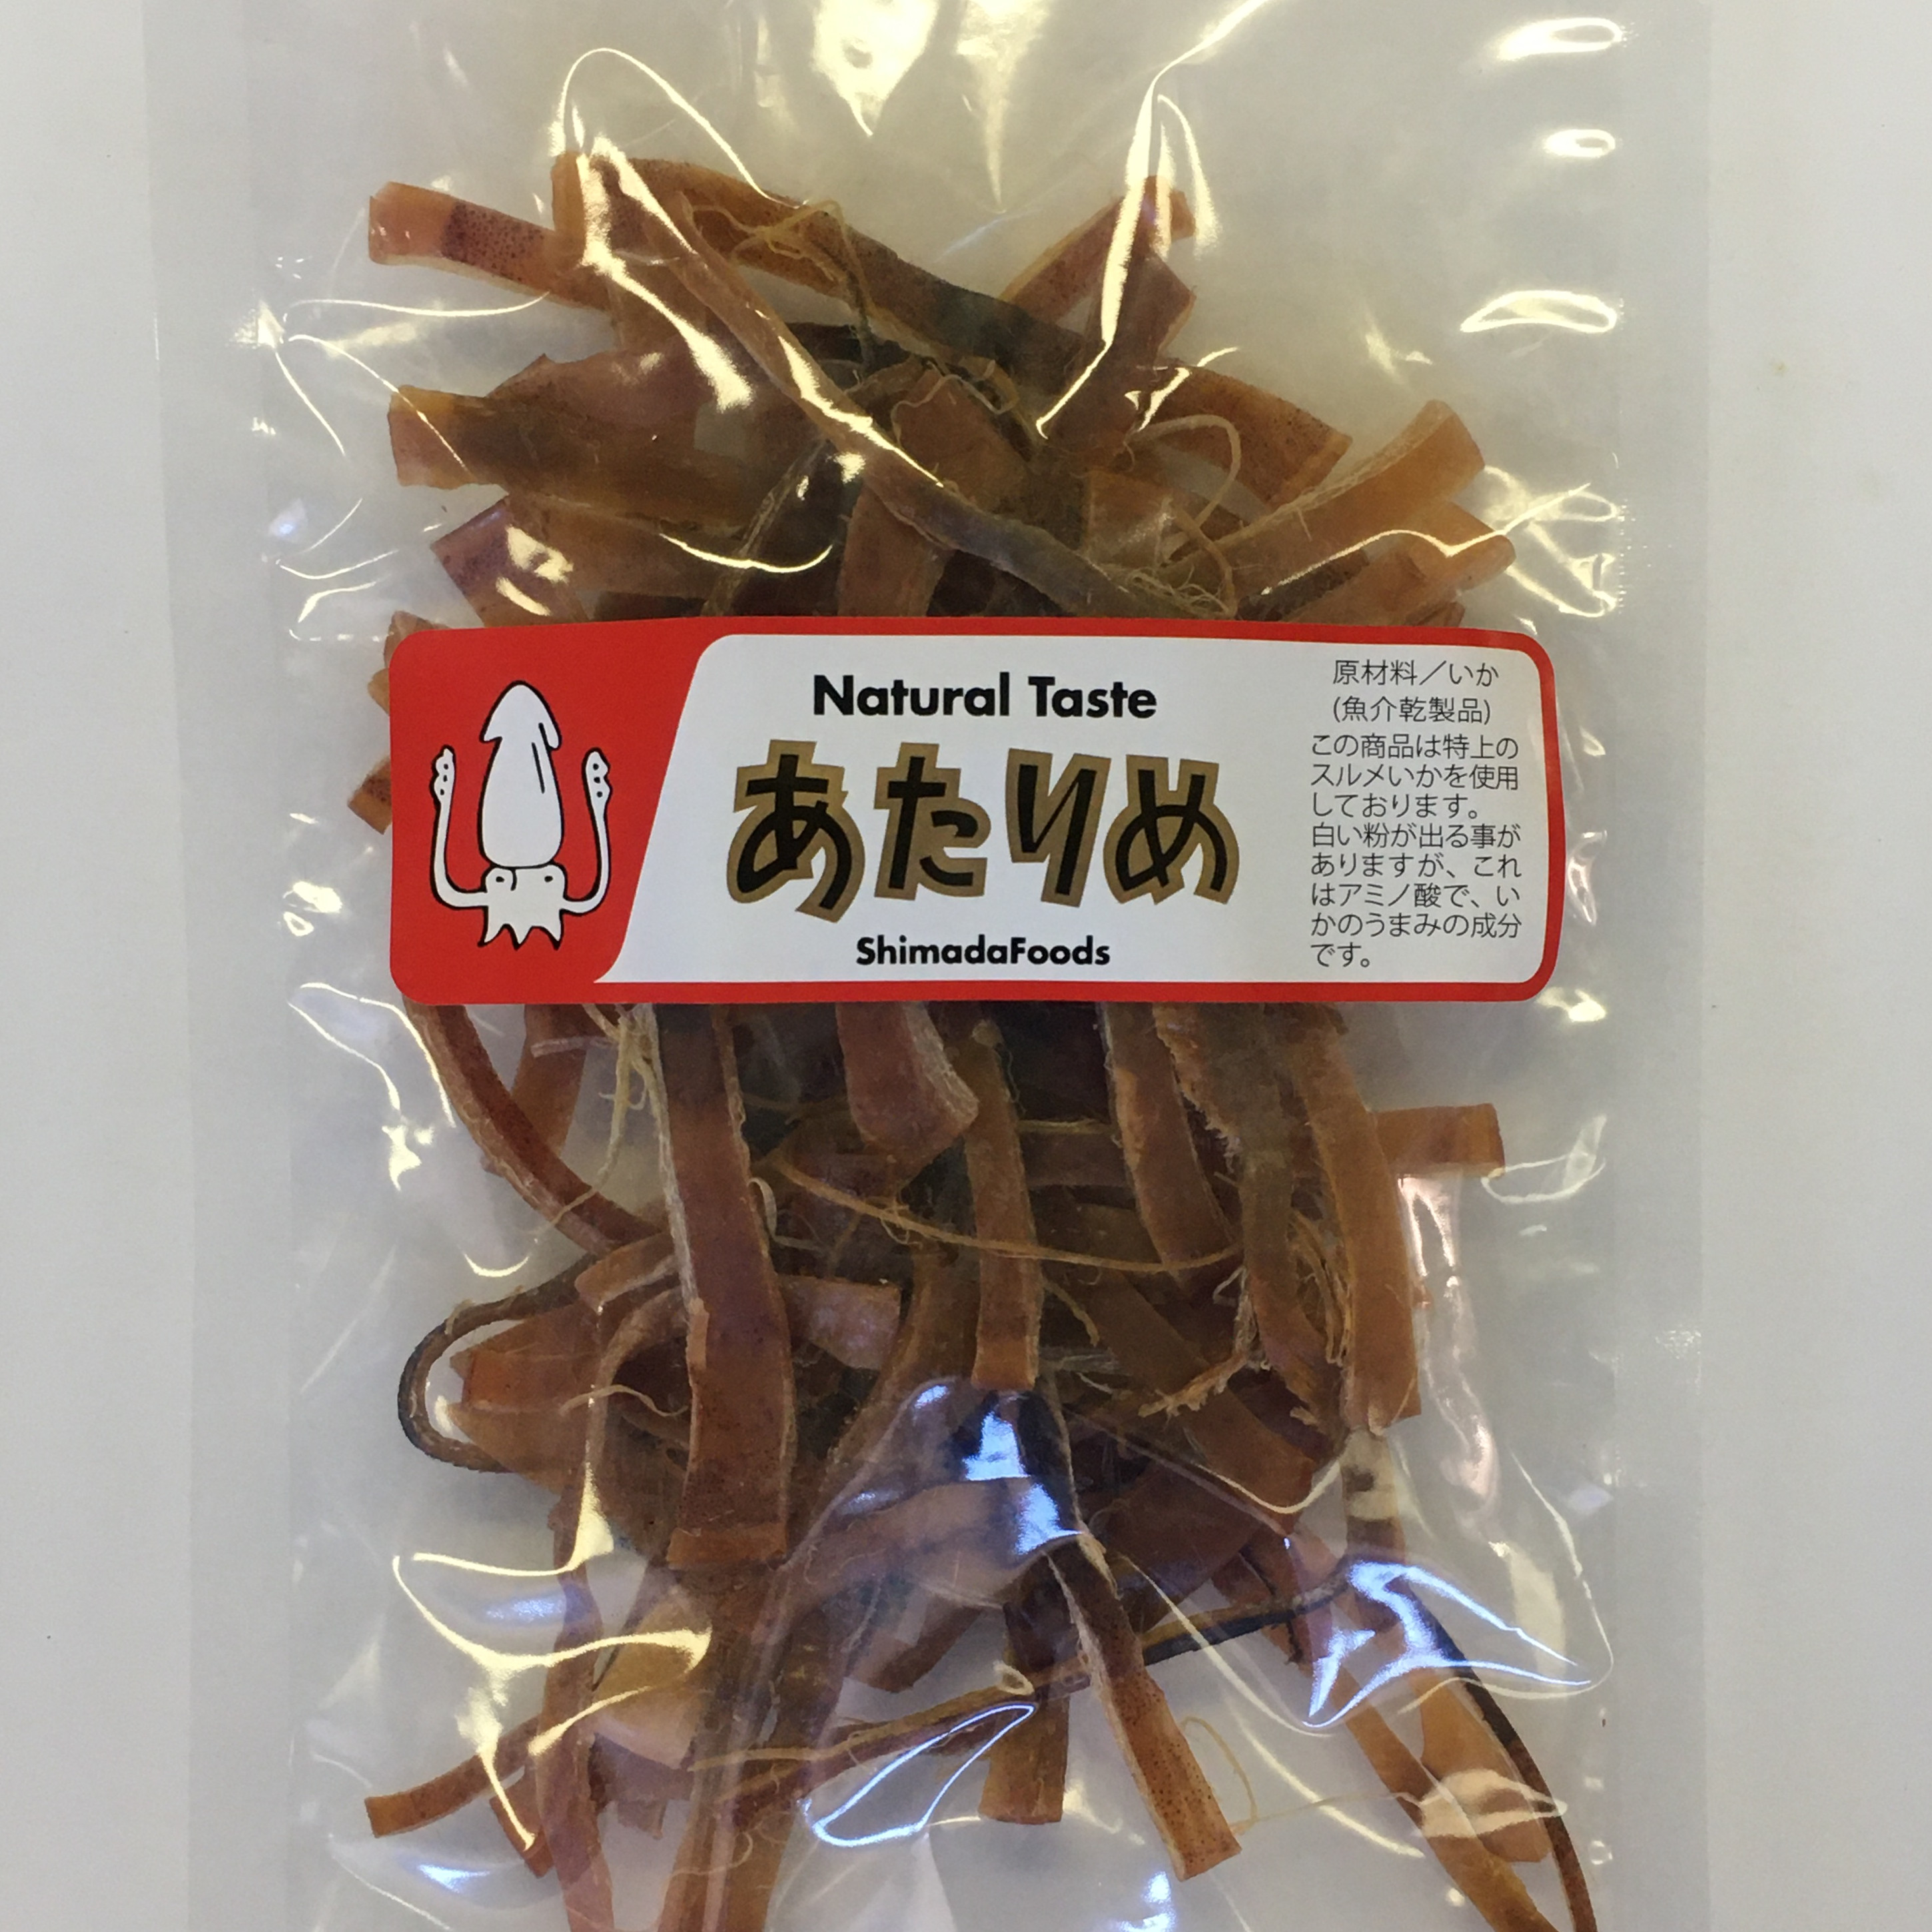 Natural Taste
あたりめ
ShimadaFoods
原材料／いか
(魚介乾製品)
この商品は特上の
スルメいかを使用
しております。
白い粉が出る事が
ありますが、これ
はアミノ酸で、い
かのうまみの成分
です。